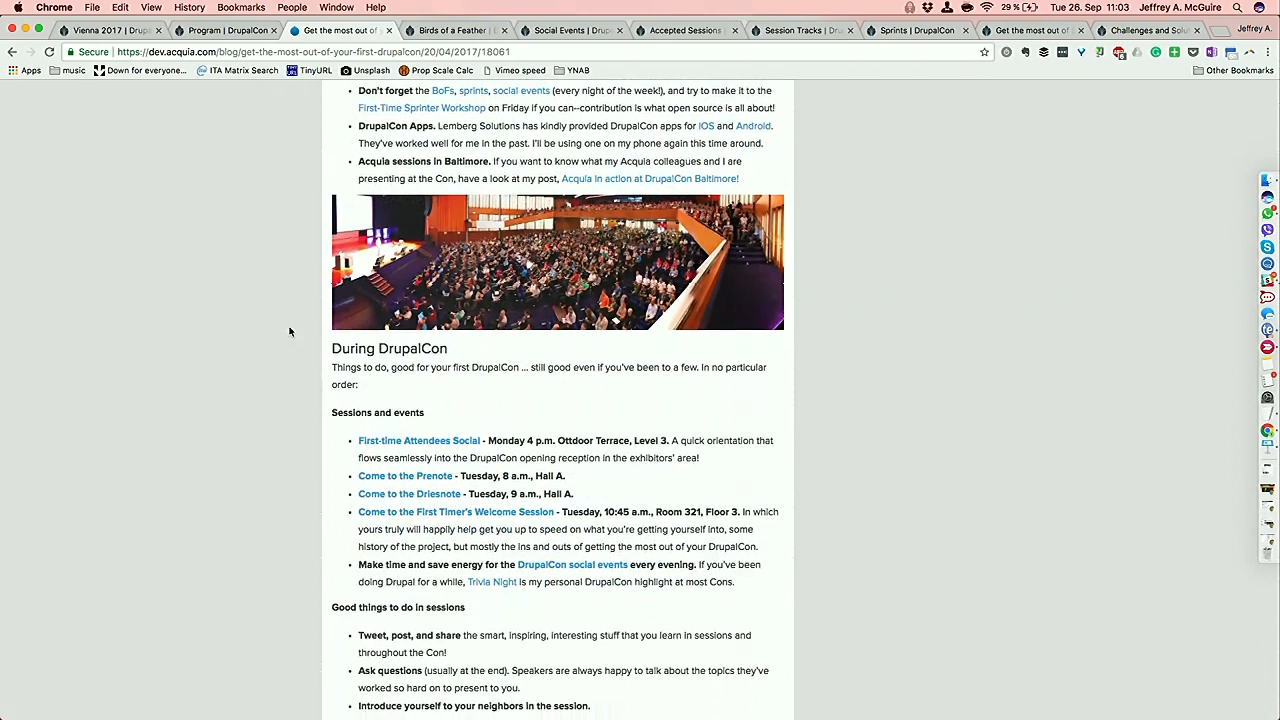 Chrome File Edit View History Bookmarks People Window Help 29 % Tue 26. Sep 11:03 Jeffrey A. McGuire
Vienna 2017 | Drupa Program | DrupalCon Get the most out of Birds of a Feather | Social Events | Drupa Accepted Sessions Session Tracks | Dru Sprints | DrupalCon Get the most out of Challenges and Solu Jeffrey A.
Secure https://dev.acquia.com/blog/get-the-most-out-of-your-first-drupalcon/20/04/2017/18061
Apps music Down for everyone... ITA Matrix Search TinyURL Unsplash Prop Scale Calc Vimeo speed YNAB Other Bookmarks
• Don't forget the BoFs, sprints, social events (every night of the week!), and try to make it to the
First-Time Sprinter Workshop on Friday if you can--contribution is what open source is all about!
• DrupalCon Apps. Lemberg Solutions has kindly provided DrupalCon apps for iOS and Android.
They've worked well for me in the past. I'll be using one on my phone again this time around.
• Acquia sessions in Baltimore. If you want to know what my Acquia colleagues and I are
presenting at the Con, have a look at my post, Acquia in action at DrupalCon Baltimore!
During DrupalCon
Things to do, good for your first DrupalCon ... still good even if you've been to a few. In no particular
order:
Sessions and events
• First-time Attendees Social - Monday 4 p.m. Ottdoor Terrace, Level 3. A quick orientation that
flows seamlessly into the DrupalCon opening reception in the exhibitors' area!
• Come to the Prenote - Tuesday, 8 a.m., Hall A.
• Come to the Driesnote - Tuesday, 9 a.m., Hall A.
• Come to the First Timer's Welcome Session - Tuesday, 10:45 a.m., Room 321, Floor 3. In which
yours truly will happily help get you up to speed on what you're getting yourself into, some
history of the project, but mostly the ins and outs of getting the most out of your DrupalCon.
• Make time and save energy for the DrupalCon social events every evening. If you've been
doing Drupal for a while, Trivia Night is my personal DrupalCon highlight at most Cons.
Good things to do in sessions
• Tweet, post, and share the smart, inspiring, interesting stuff that you learn in sessions and
throughout the Con!
• Ask questions (usually at the end). Speakers are always happy to talk about the topics they've
worked so hard on to present to you.
• Introduce yourself to your neighbors in the session.